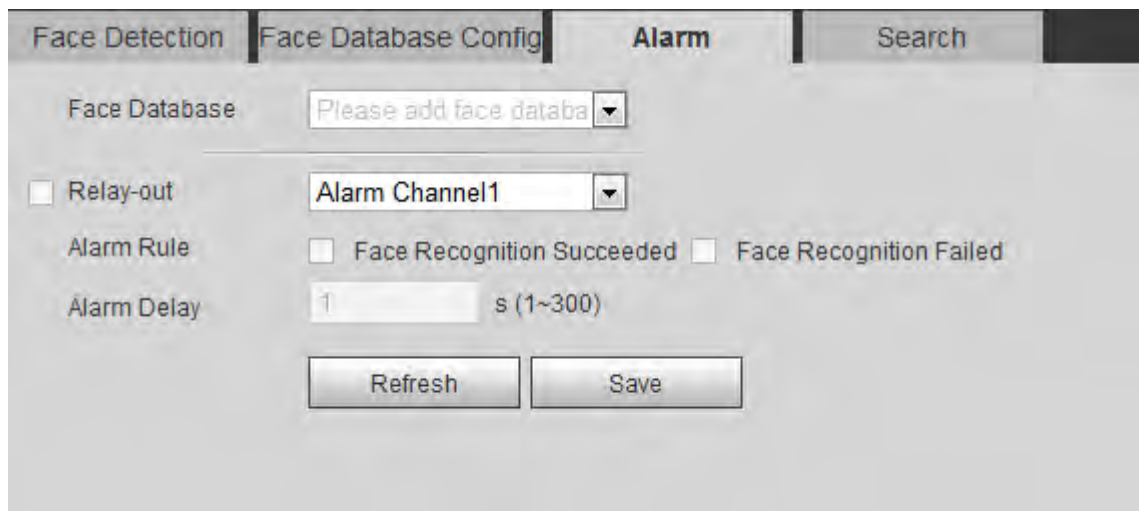 Face Detection Face Database Config Alarm Search
Face Database Please add face databa
Relay-out Alarm Channel1
Alarm Rule Face Recognition Succeeded Face Recognition Failed
Alarm Delay 1 s (1~300)
Refresh Save